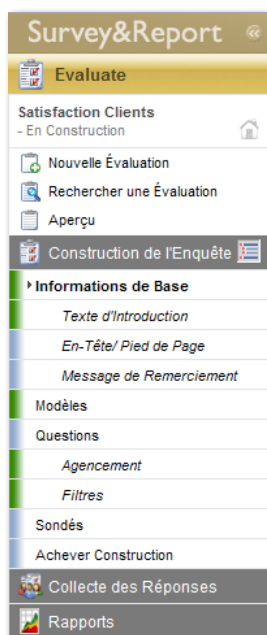 Survey&Report «
Evaluate
Satisfaction Clients
- En Construction
Nouvelle Évaluation
Rechercher une Évaluation
Aperçu
Construction de l'Enquête
Informations de Base
Texte d'Introduction
En-Tête/ Pied de Page
Message de Remerciement
Modèles
Questions
Agencement
Filtres
Sondés
Achever Construction
Collecte des Réponses
Rapports